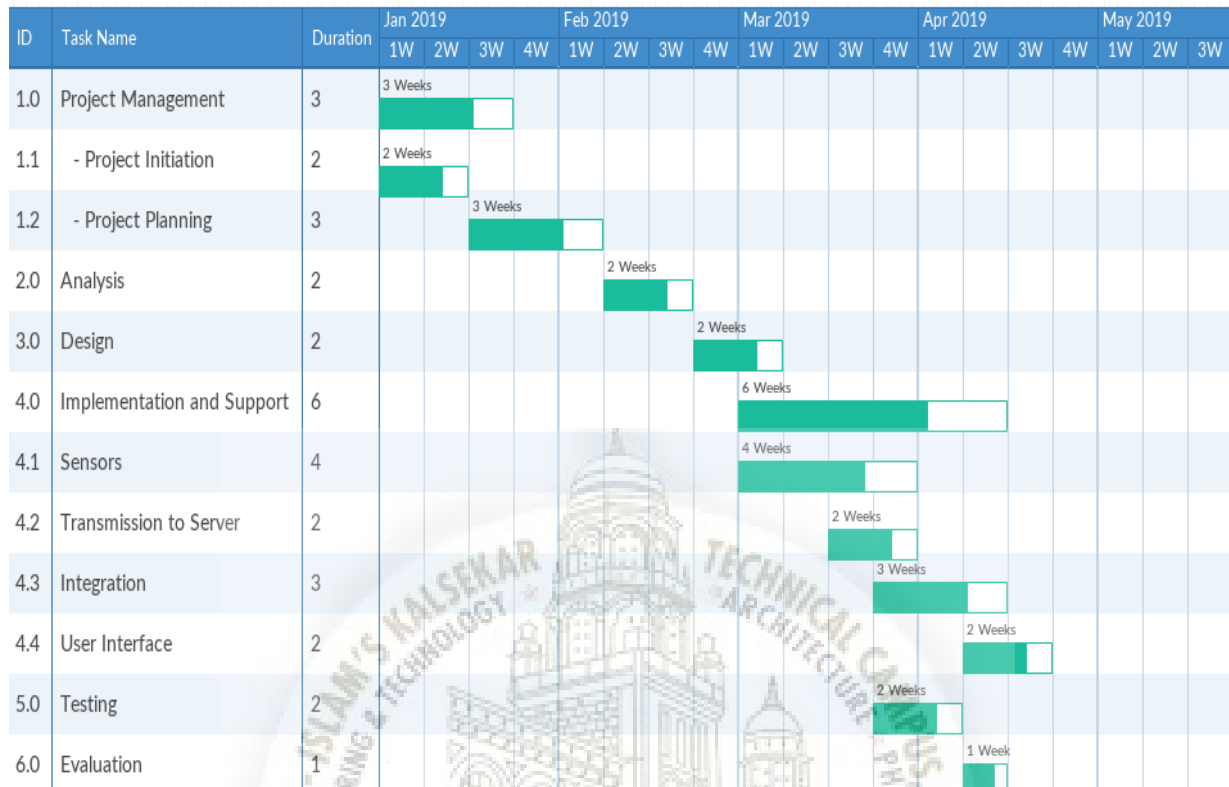 ID Task Name Duration Jan 2019 Feb 2019 Mar 2019 Apr 2019 May 2019
1W 2W 3W 4W 1W 2W 3W 4W 1W 2W 3W 4W 1W 2W 3W 4W 1W 2W 3W
1.0 Project Management 3 3 Weeks
1.1 - Project Initiation 2 2 Weeks
1.2 - Project Planning 3 3 Weeks
2.0 Analysis 2 2 Weeks
3.0 Design 2 2 Weeks
4.0 Implementation and Support 6 6 Weeks
4.1 Sensors 4 4 Weeks
4.2 Transmission to Server 2 2 Weeks
4.3 Integration 3 3 Weeks
4.4 User Interface 2 2 Weeks
5.0 Testing 2 2 Weeks
6.0 Evaluation 1 1 Week
ISLAM'S KALSEKAR TECHNICAL CAMPUS
& TECHNOLOGY ARCHITECTURE